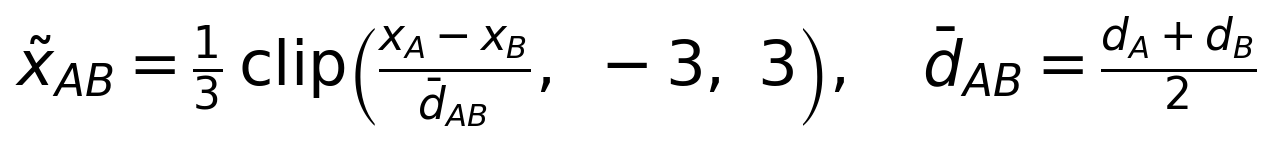 x̃_AB = 1/3 clip((x_A − x_B)/d̄_AB, −3, 3), d̄_AB = (d_A + d_B)/2